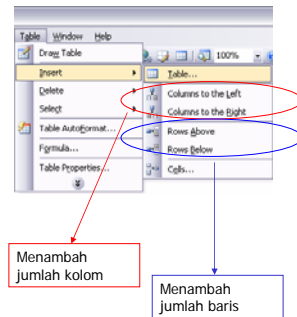 Table Window Help
Draw Table
100%
Insert
Table...
Delete
Columns to the Left
Select
Columns to the Right
Table AutoFormat...
Rows Above
Formula...
Rows Below
Table Properties...
Cells...
Menambah
jumlah kolom
Menambah
jumlah baris